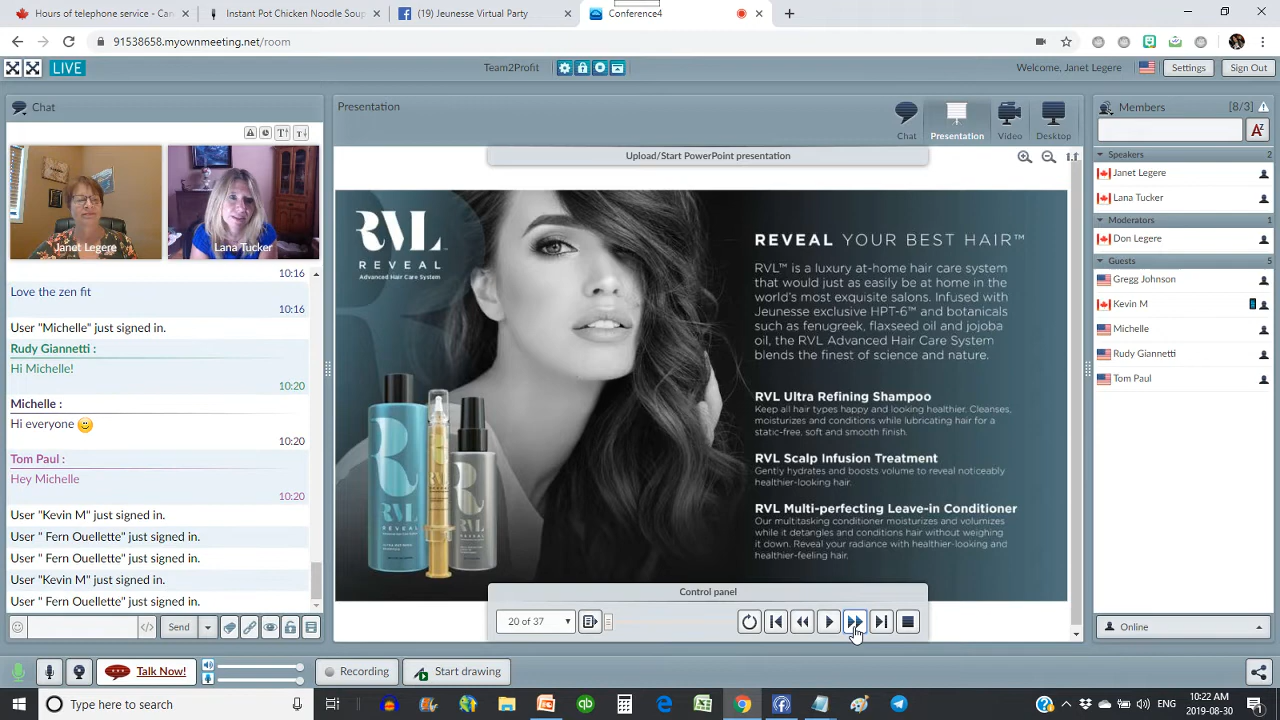 Hours of television service - Can
Instant Pot Chicken Noodle Soup
(19) Jeunesse Virtual Party
Conference4
91538658.myownmeeting.net/room
LIVE
Team2Profit
Welcome, Janet Legere
Settings
Sign Out
Chat
Presentation
Chat
Presentation
Video
Desktop
Members
[8/3]
Upload/Start PowerPoint presentation
1:1
Janet Legere
Lana Tucker
10:16
Love the zen fit
10:16
User "Michelle" just signed in.
Rudy Giannetti :
Hi Michelle!
10:20
Michelle :
Hi everyone
10:20
Tom Paul :
Hey Michelle
10:20
User "Kevin M" just signed in.
User " Fern Ouellette" just signed in.
User " Fern Ouellette" just signed in.
User "Kevin M" just signed in.
User " Fern Ouellette" just signed in.
Send
RVL
REVEAL
Advanced Hair Care System
REVEAL YOUR BEST HAIR™
RVL™ is a luxury at-home hair care system
that would just as easily be at home in the
world's most exquisite salons. Infused with
Jeunesse exclusive HPT-6™ and botanicals
such as fenugreek, flaxseed oil and jojoba
oil, the RVL Advanced Hair Care System
blends the finest of science and nature.
RVL Ultra Refining Shampoo
Keep all hair types happy and looking healthier. Cleanses,
moisturizes and conditions while lubricating hair for a
static-free, soft and smooth finish.
RVL Scalp Infusion Treatment
Gently hydrates and boosts volume to reveal noticeably
healthier-looking hair.
RVL Multi-perfecting Leave-in Conditioner
Our multitasking conditioner moisturizes and volumizes
while it detangles and conditions hair without weighing
it down. Reveal your radiance with healthier-looking and
healthier-feeling hair.
REVEAL
REVEAL
Control panel
20 of 37
Speakers
2
Janet Legere
Lana Tucker
Moderators
1
Don Legere
Guests
5
Gregg Johnson
Kevin M
Michelle
Rudy Giannetti
Tom Paul
Online
Talk Now!
Recording
Start drawing
Type here to search
10:22 AM
2019-08-30